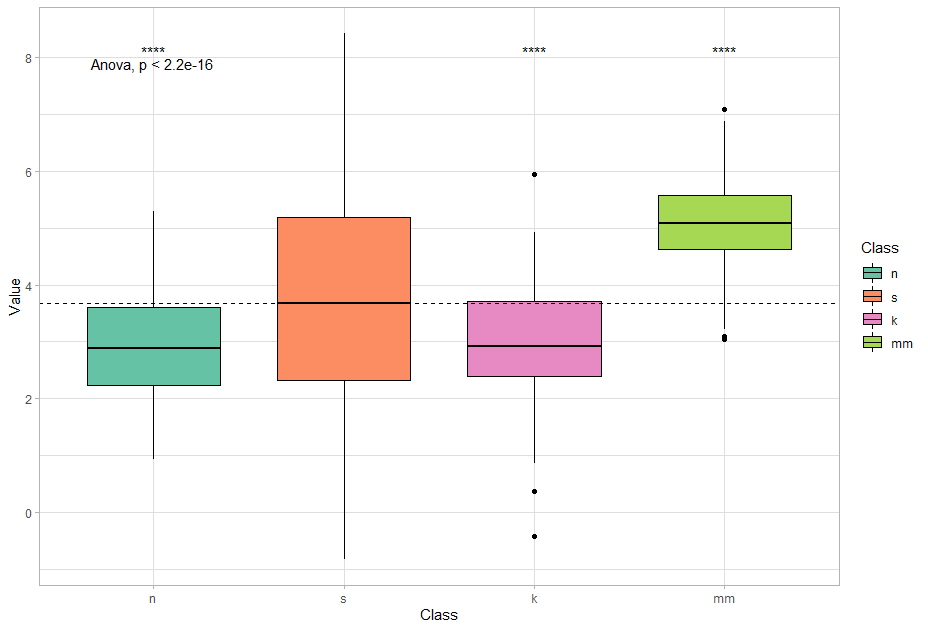 **** **** ****
Anova, p < 2.2e-16
8
6
4
2
0
Value
n s k mm
Class
Class
n
s
k
mm